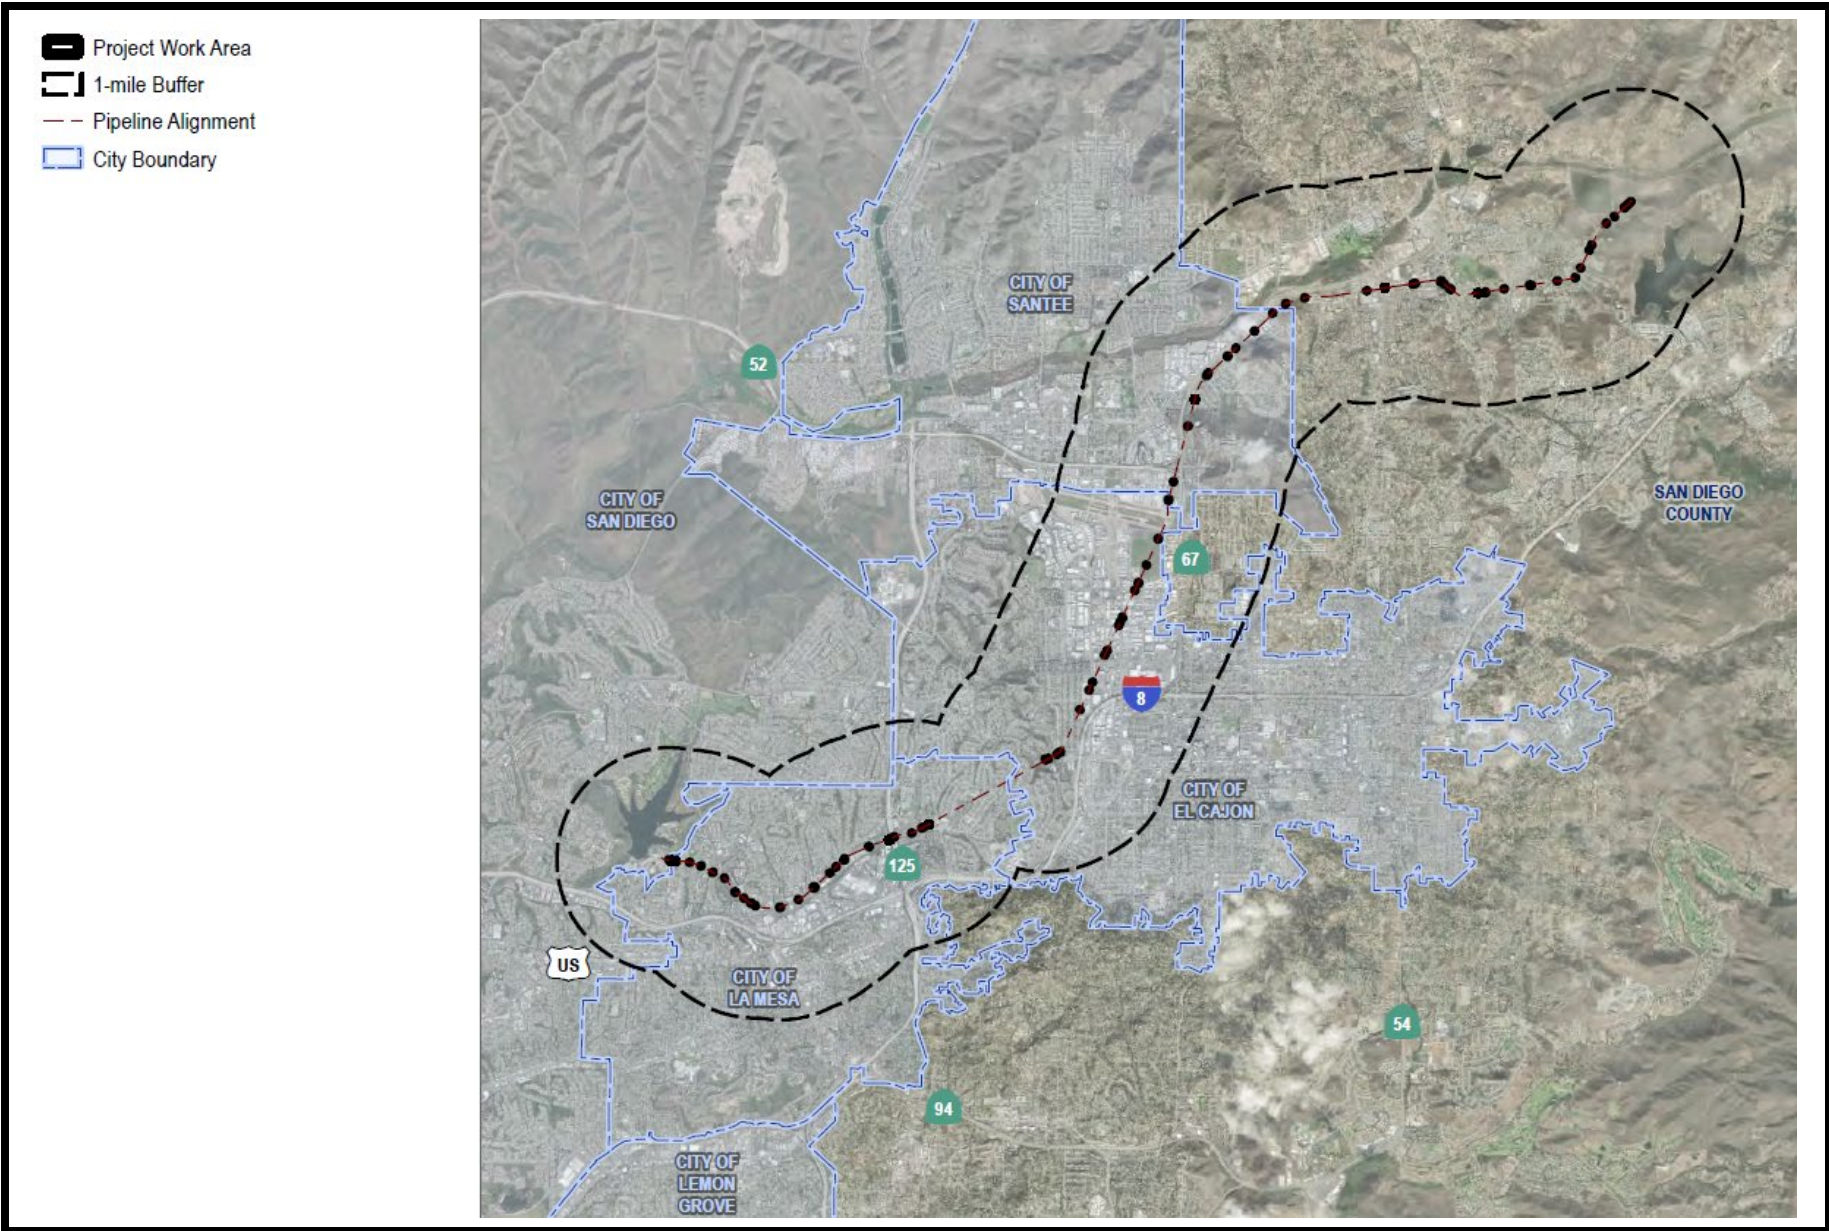 Project Work Area
1-mile Buffer
Pipeline Alignment
City Boundary
CITY OF
SANTEE
52
CITY OF
SAN DIEGO
SAN DIEGO
COUNTY
67
8
CITY OF
EL CAJON
125
US
CITY OF
LA MESA
54
94
CITY OF
LEMON
GROVE